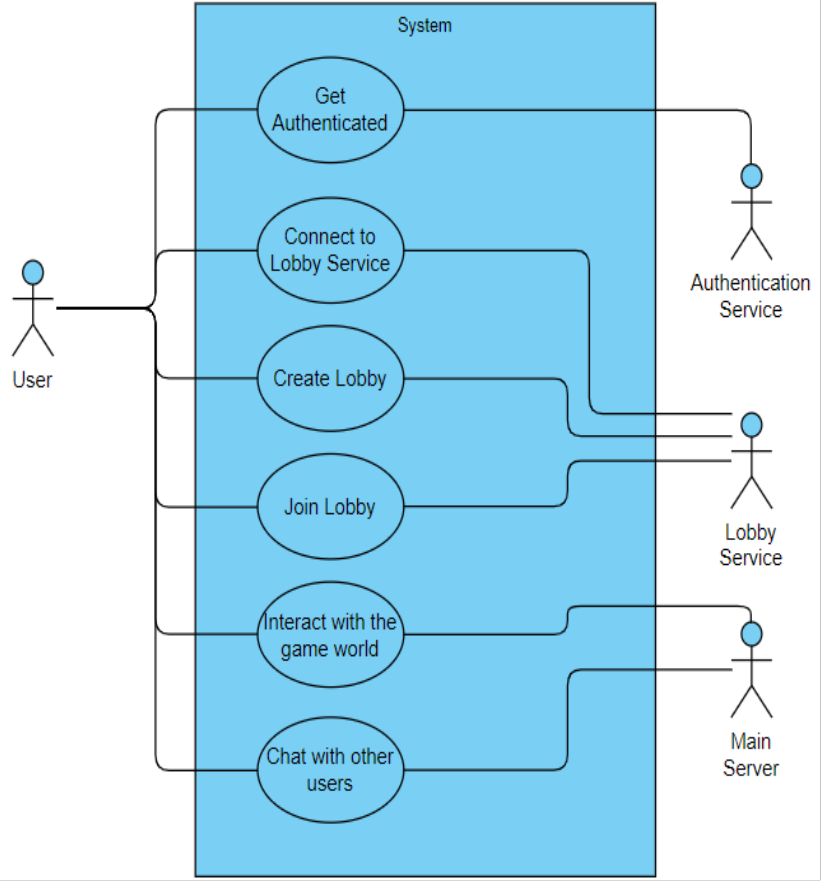 System
Get
Authenticated
Connect to
Lobby Service
Create Lobby
Join Lobby
Interact with the
game world
Chat with other
users
User
Authentication
Service
Lobby
Service
Main
Server